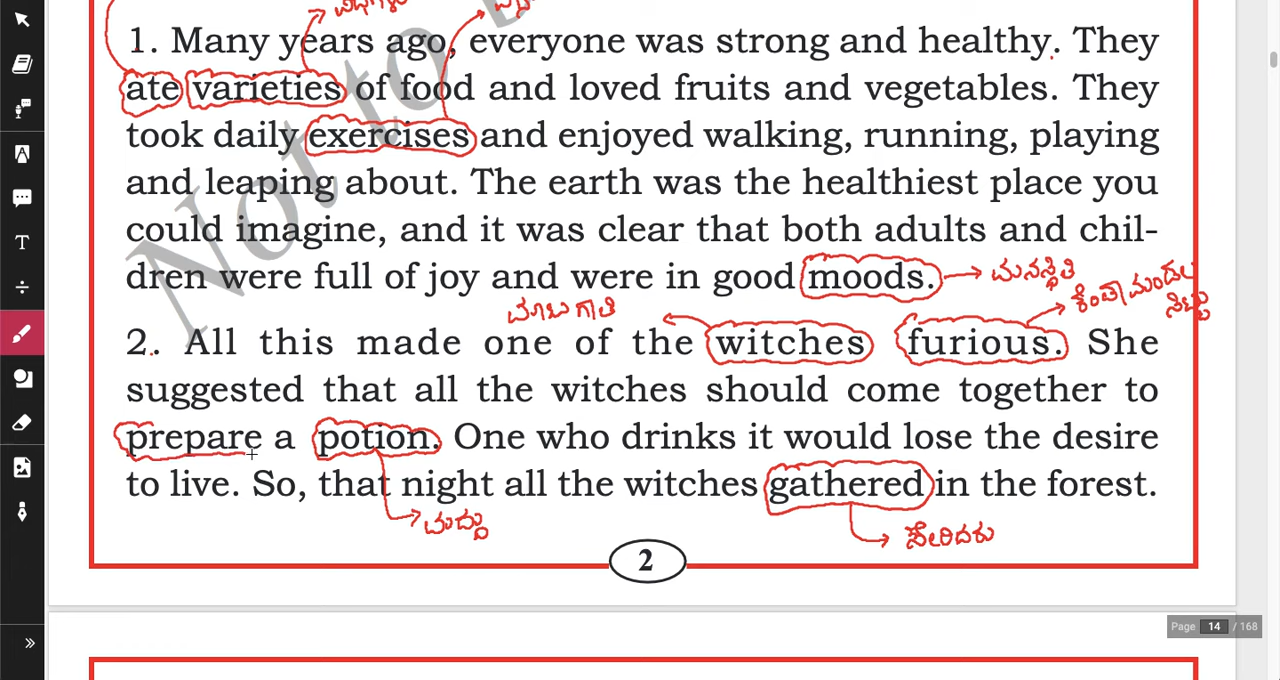 1. Many years ago, everyone was strong and healthy. They
ate varieties of food and loved fruits and vegetables. They
took daily exercises and enjoyed walking, running, playing
and leaping about. The earth was the healthiest place you
could imagine, and it was clear that both adults and chil-
dren were full of joy and were in good moods. ಮನಸ್ಥಿತಿ
ಮಾಟಗಾತಿ
2. All this made one of the witches furious. She
ಸಿಟ್ಟು
suggested that all the witches should come together to
prepare a potion. One who drinks it would lose the desire
to live. So, that night all the witches gathered in the forest.
ಮದ್ದು ಸೇರಿದರು
2
Page 14 / 168
Not to be